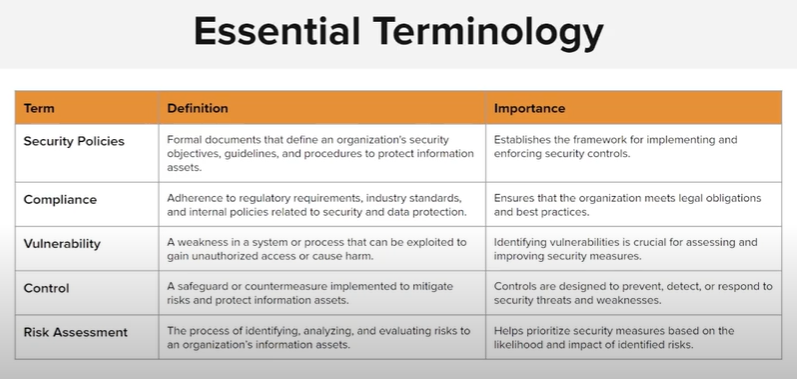 Essential Terminology
Term Definition Importance
Security Policies
Formal documents that define an organization's security
objectives, guidelines, and procedures to protect information
assets.
Establishes the framework for implementing and
enforcing security controls.
Compliance
Adherence to regulatory requirements, industry standards,
and internal policies related to security and data protection.
Ensures that the organization meets legal obligations
and best practices.
Vulnerability
A weakness in a system or process that can be exploited to
gain unauthorized access or cause harm.
Identifying vulnerabilities is crucial for assessing and
improving security measures.
Control
A safeguard or countermeasure implemented to mitigate
risks and protect information assets.
Controls are designed to prevent, detect, or respond to
security threats and weaknesses.
Risk Assessment
The process of identifying, analyzing, and evaluating risks to
an organization's information assets.
Helps prioritize security measures based on the
likelihood and impact of identified risks.